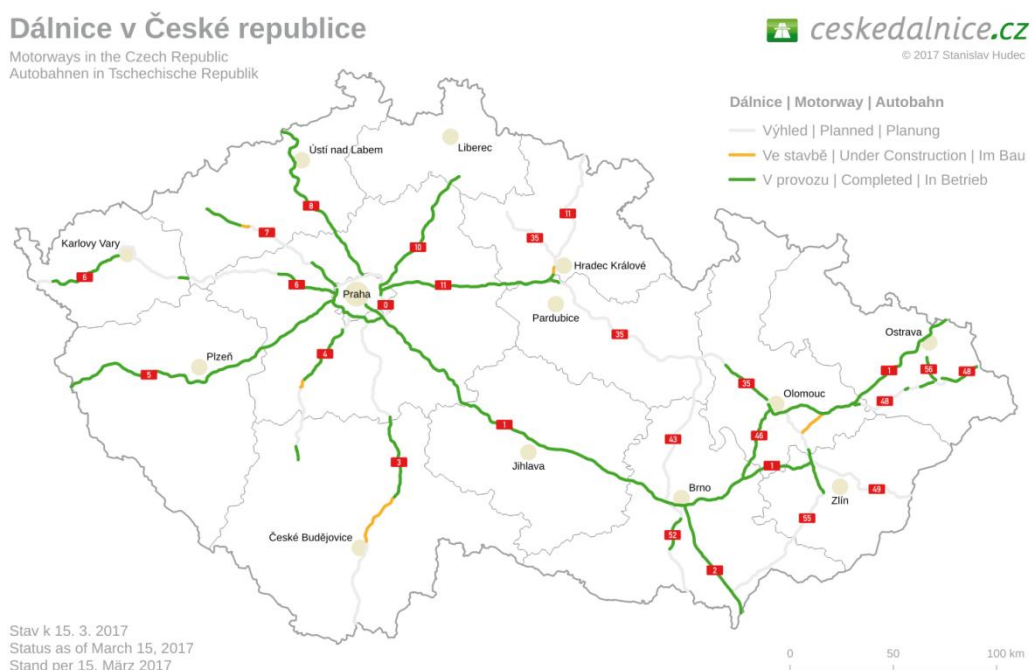 Dálnice v České republice
Motorways in the Czech Republic
Autobahnen in Tschechische Republik
ceskedalnice.cz
© 2017 Stanislav Hudec
Dálnice | Motorway | Autobahn
Výhled | Planned | Planung
Ve stavbě | Under Construction | Im Bau
V provozu | Completed | In Betrieb
Ústí nad Labem
Liberec
8
7
10
11
35
Karlovy Vary
6
6
Praha
0
11
Hradec Králové
Pardubice
35
Plzeň
5
4
Ostrava
1
56
48
48
35
Olomouc
46
1
43
1
Jihlava
3
Brno
49
Zlín
55
52
2
České Budějovice
Stav k 15. 3. 2017
Status as of March 15, 2017
Stand per 15. März 2017
0 50 100 km